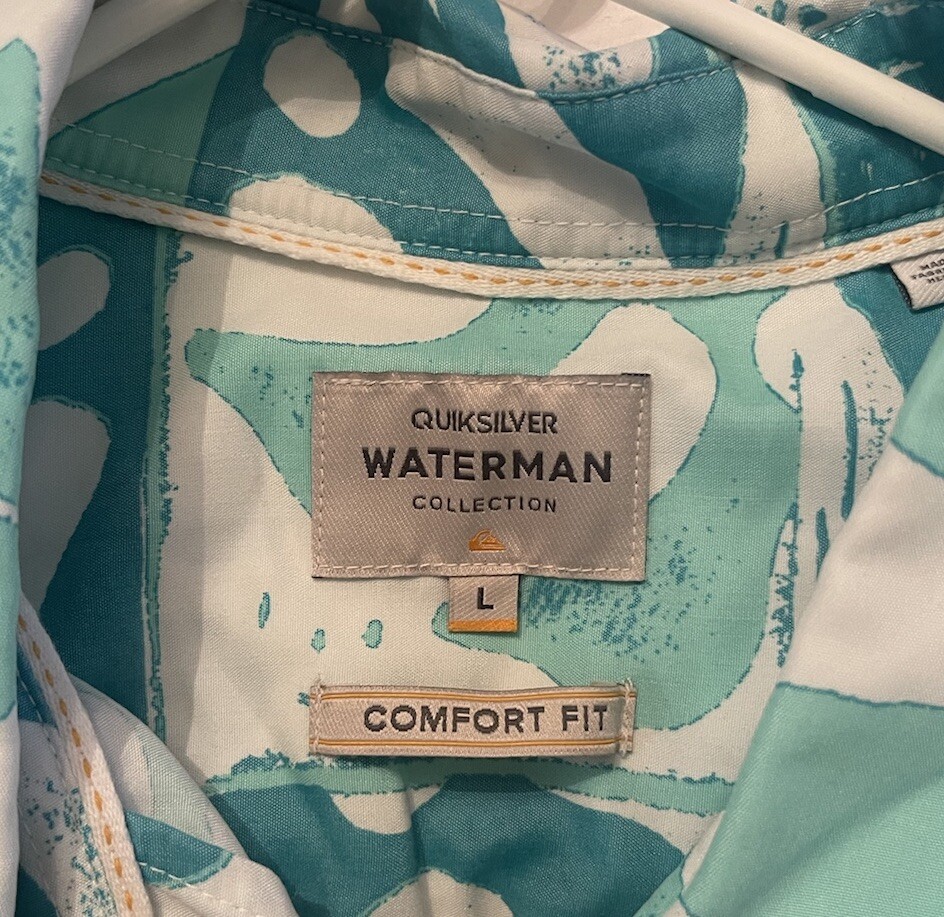 QUIKSILVER
WATERMAN
COLLECTION
L
COMFORT FIT